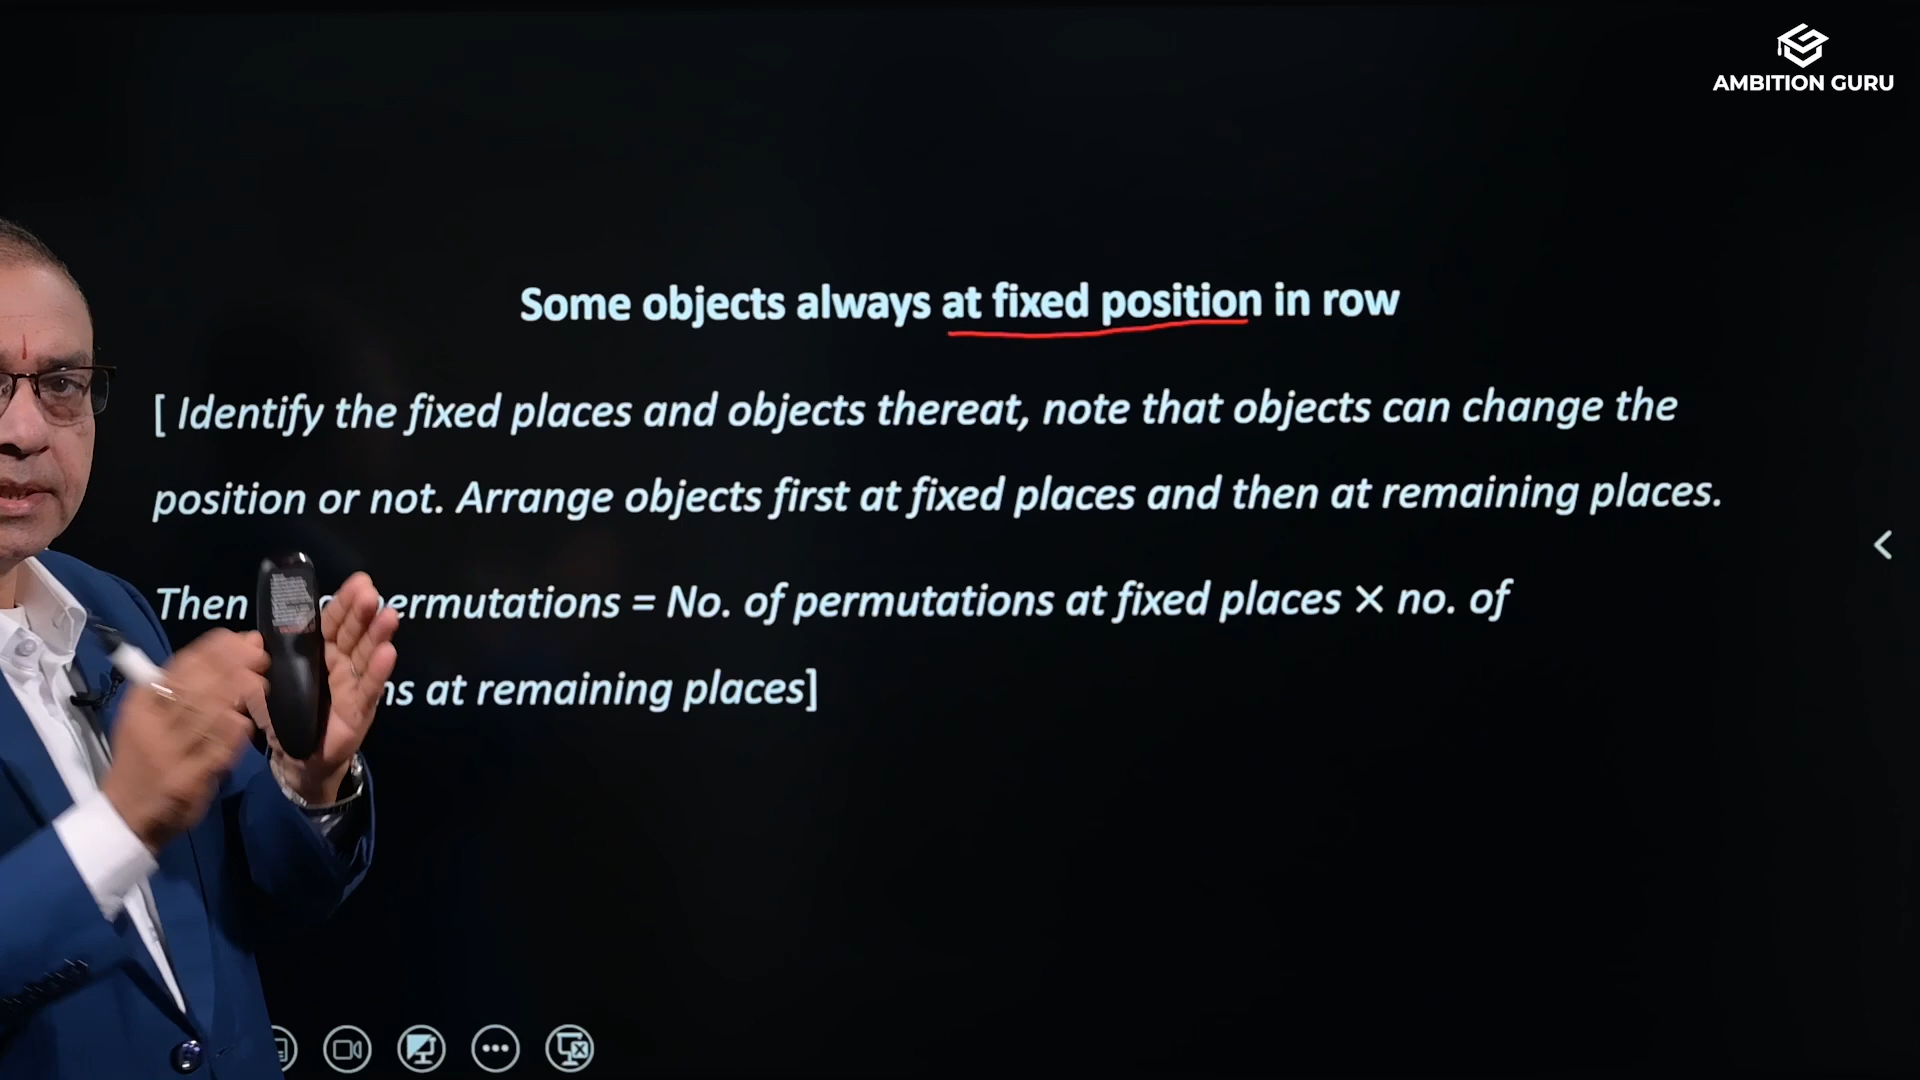 AMBITION GURU
Some objects always at fixed position in row
[ Identify the fixed places and objects thereat, note that objects can change the
position or not. Arrange objects first at fixed places and then at remaining places.
Then ermutations = No. of permutations at fixed places × no. of
ns at remaining places]